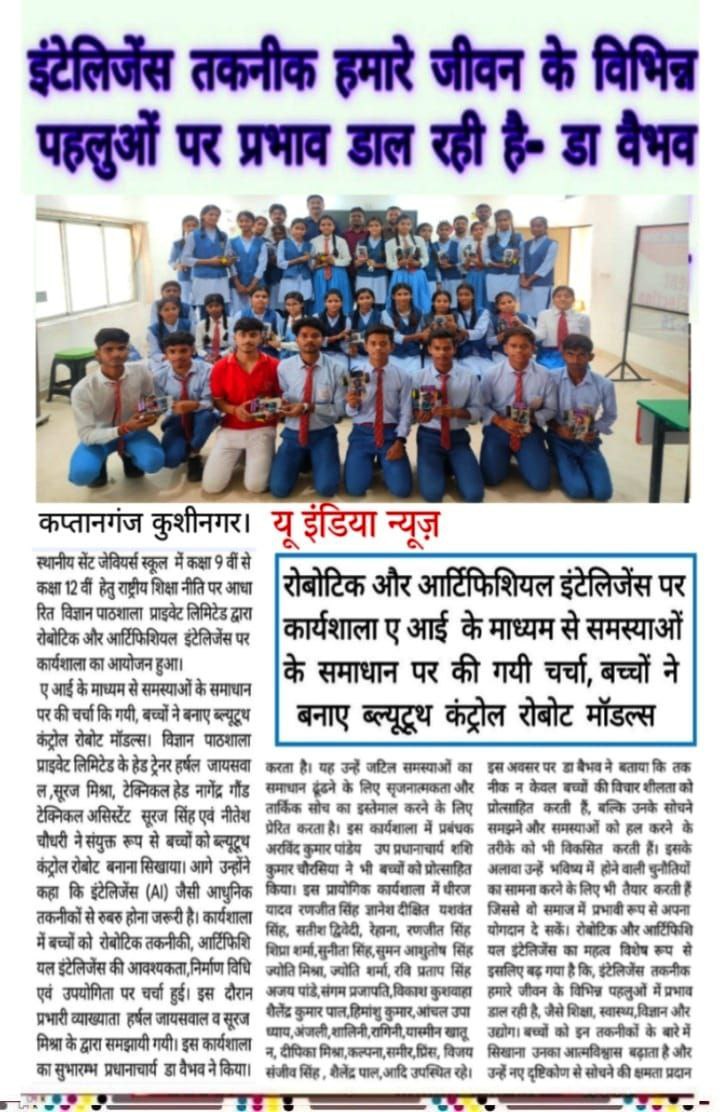 इंटेलिजेंस तकनीक हमारे जीवन के विभिन्न
पहलुओं पर प्रभाव डाल रही है- डा वैभव
कप्तानगंज कुशीनगर।
यू इंडिया न्यूज़
स्थानीय सेंट जेवियर्स स्कूल में कक्षा 9 वीं से
कक्षा 12 वीं हेतु राष्ट्रीय शिक्षा नीति पर आधा
रित विज्ञान पाठशाला प्राइवेट लिमिटेड द्वारा
रोबोटिक और आर्टिफिशियल इंटेलिजेंस पर
कार्यशाला का आयोजन हुआ।
ए आई के माध्यम से समस्याओं के समाधान
पर की चर्चा कि गयी, बच्चों ने बनाए ब्ल्यूटूथ
कंट्रोल रोबोट मॉडल्स। विज्ञान पाठशाला
प्राइवेट लिमिटेड के हेड ट्रेनर हर्षल जायसवा
ल,सूरज मिश्रा, टेक्निकल हेड नागेंद्र गौंड
टेक्निकल असिस्टेंट सूरज सिंह एवं नीतेश
चौधरी ने संयुक्त रूप से बच्चों को ब्ल्यूटूथ
कंट्रोल रोबोट बनाना सिखाया। आगे उन्होंने
कहा कि इंटेलिजेंस (AI) जैसी आधुनिक
तकनीकों से रुबरु होना जरूरी है। कार्यशाला
में बच्चों को रोबोटिक तकनीकी, आर्टिफिशि
यल इंटेलिजेंस की आवश्यकता,निर्माण विधि
एवं उपयोगिता पर चर्चा हुई। इस दौरान
प्रभारी व्याख्याता हर्षल जायसवाल व सूरज
मिश्रा के द्वारा समझायी गयी। इस कार्यशाला
का सुभारम्भ प्रधानाचार्य डा वैभव ने किया।
रोबोटिक और आर्टिफिशियल इंटेलिजेंस पर
कार्यशाला ए आई के माध्यम से समस्याओं
के समाधान पर की गयी चर्चा, बच्चों ने
बनाए ब्ल्यूटूथ कंट्रोल रोबोट मॉडल्स
करता है। यह उन्हें जटिल समस्याओं का
समाधान ढूंढने के लिए सृजनात्मकता और
तार्किक सोच का इस्तेमाल करने के लिए
प्रेरित करता है। इस कार्यशाला में प्रबंधक
अरविंद कुमार पांडेय उप प्रधानाचार्य शशि
कुमार चौरसिया ने भी बच्चों को प्रोत्साहित
किया। इस प्रायोगिक कार्यशाला में धीरज
यादव रणजीत सिंह ज्ञानेश दीक्षित यशवंत
सिंह, सतीश द्विवेदी, रेहाना, रणजीत सिंह
शिप्रा शर्मा,सुनीता सिंह,सुमन आशुतोष सिंह
ज्योति मिश्रा, ज्योति शर्मा, रवि प्रताप सिंह
अजय पांडे,संगम प्रजापति,विकाश कुशवाहा
शैलेंद्र कुमार पाल,हिमांशु कुमार,आंचल उपा
ध्याय,अंजली,शालिनी,रागिनी,यास्मीन खातू
न, दीपिका मिश्रा,कल्पना,समीर,प्रिंस, विजय
संजीव सिंह , शैलेंद्र पाल,आदि उपस्थित रहे।
इस अवसर पर डा बैभव ने बताया कि तक
नीक न केवल बच्चों की विचार शीलता को
प्रोत्साहित करती हैं, बल्कि उनके सोचने
समझने और समस्याओं को हल करने के
तरीके को भी विकसित करती हैं। इसके
अलावा उन्हें भविष्य में होने वाली चुनौतियों
का सामना करने के लिए भी तैयार करती हैं
जिससे वो समाज में प्रभावी रूप से अपना
योगदान दे सकें। रोबोटिक और आर्टिफिशि
यल इंटेलिजेंस का महत्व विशेष रूप से
इसलिए बढ़ गया है कि, इंटेलिजेंस तकनीक
हमारे जीवन के विभिन्न पहलुओं में प्रभाव
डाल रही है, जैसे शिक्षा, स्वास्थ्य,विज्ञान और
उद्योग। बच्चों को इन तकनीकों के बारे में
सिखाना उनका आत्मविश्वास बढ़ाता है और
उन्हें नए दृष्टिकोण से सोचने की क्षमता प्रदान